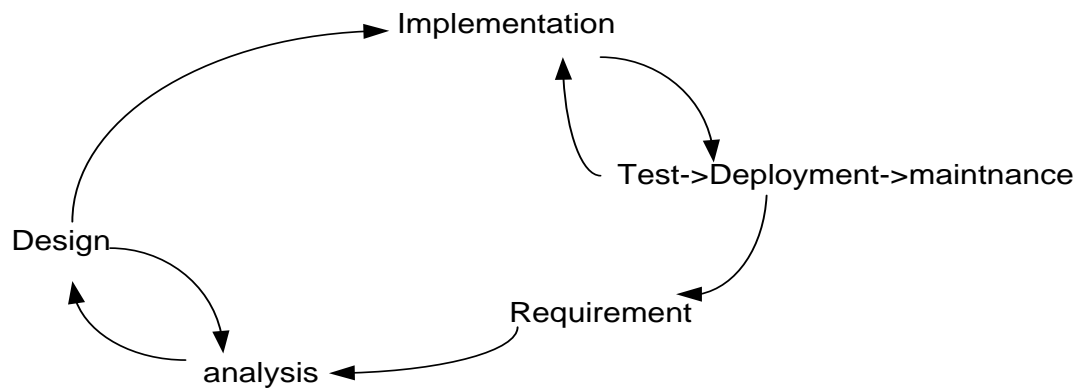 Implementation
Test->Deployment->maintnance
Design
Requirement
analysis